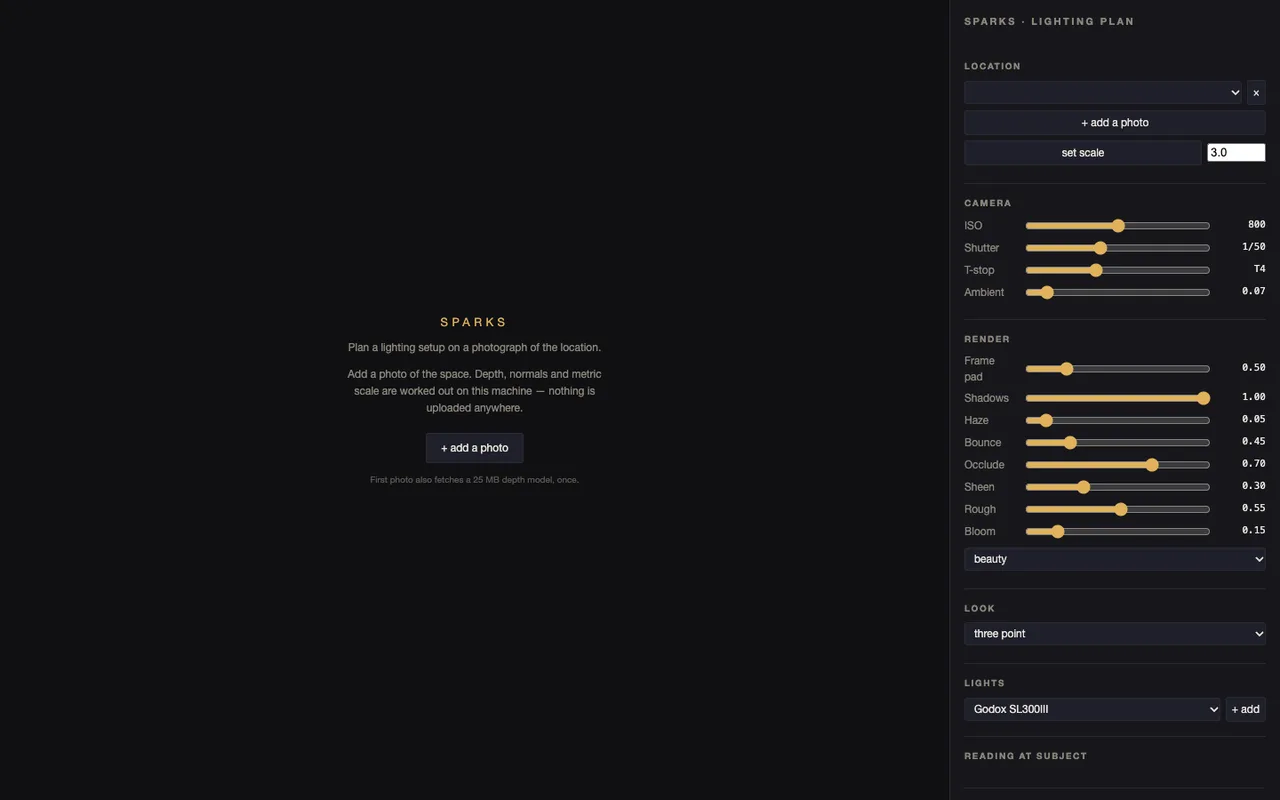 SPARKS · LIGHTING PLAN
LOCATION
×
+ add a photo
set scale
3.0
CAMERA
ISO 800
Shutter 1/50
T-stop T4
Ambient 0.07
RENDER
Frame
pad 0.50
Shadows 1.00
Haze 0.05
Bounce 0.45
Occlude 0.70
Sheen 0.30
Rough 0.55
Bloom 0.15
beauty
LOOK
three point
LIGHTS
Godox SL300III
+ add
READING AT SUBJECT
SPARKS
Plan a lighting setup on a photograph of the location.
Add a photo of the space. Depth, normals and metric
scale are worked out on this machine — nothing is
uploaded anywhere.
+ add a photo
First photo also fetches a 25 MB depth model, once.